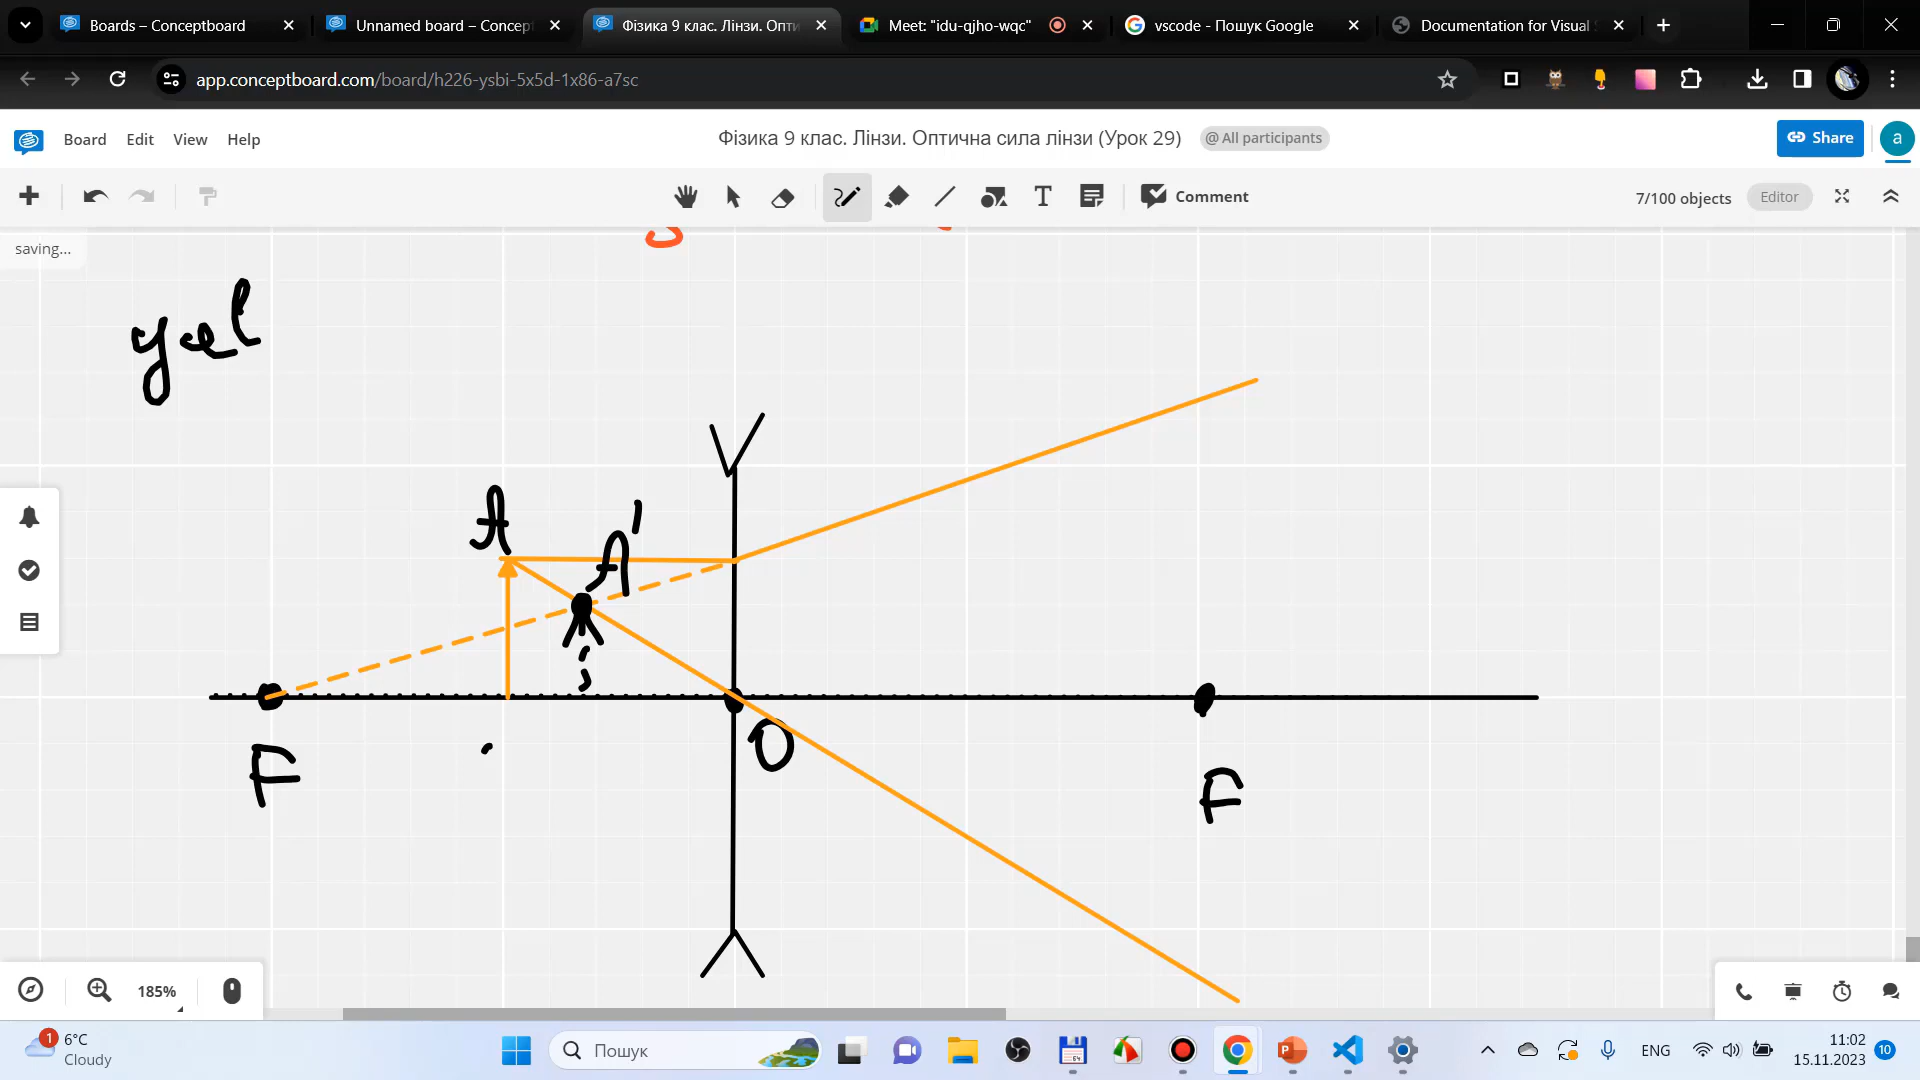 Boards – Conceptboard
Unnamed board – Concep
Фізика 9 клас. Лінзи. Опти
Meet: "idu-qjho-wqc"
vscode - Пошук Google
Documentation for Visual
app.conceptboard.com/board/h226-ysbi-5x5d-1x86-a7sc
Board
Edit
View
Help
Фізика 9 клас. Лінзи. Оптична сила лінзи (Урок 29)
@ All participants
Share
a
T
Comment
7/100 objects
Editor
saving...
A
A'
F
O
F
185%
1
6°C
Cloudy
Пошук
64
ENG
11:02
15.11.2023
10